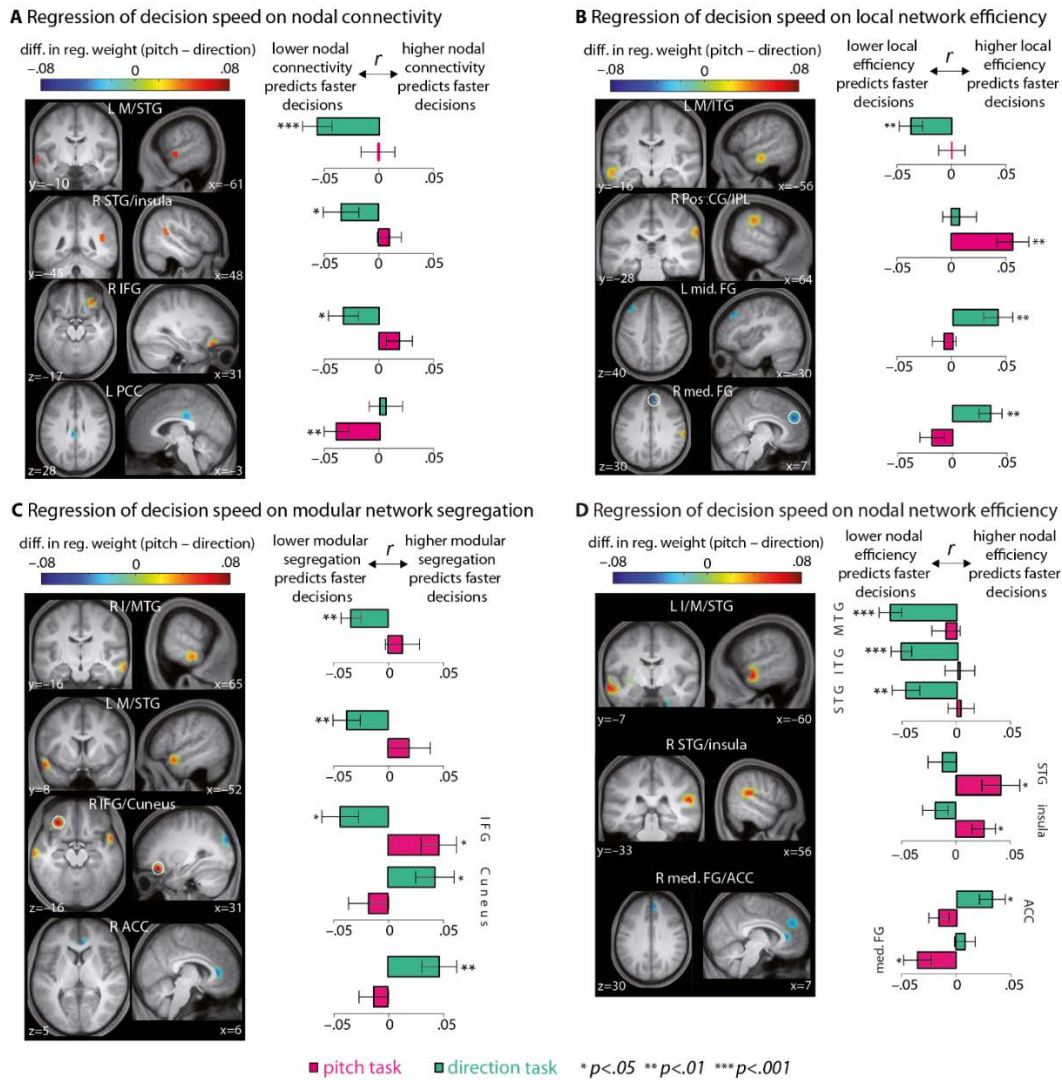 A Regression of decision speed on nodal connectivity
diff. in reg. weight (pitch – direction)
-.08 0 .08
lower nodal connectivity predicts faster decisions
r
higher nodal connectivity predicts faster decisions
L M/STG
y=−10 x=−61
***
-.05 0 .05
R STG/insula
y=−45 x=48
*
-.05 0 .05
R IFG
z=−17 x=31
*
-.05 0 .05
L PCC
z=28 x=−3
**
-.05 0 .05
B Regression of decision speed on local network efficiency
diff. in reg. weight (pitch – direction)
-.08 0 .08
lower local efficiency predicts faster decisions
r
higher local efficiency predicts faster decisions
L M/ITG
y=−16 x=−56
**
-.05 0 .05
R Pos CG/IPL
y=−28 x=64
**
-.05 0 .05
L mid. FG
z=40 x=−30
**
-.05 0 .05
R med. FG
z=30 x=7
**
-.05 0 .05
C Regression of decision speed on modular network segregation
diff. in reg. weight (pitch – direction)
-.08 0 .08
lower modular segregation predicts faster decisions
r
higher modular segregation predicts faster decisions
R I/MTG
y=−16 x=65
**
-.05 0 .05
L M/STG
y=8 x=−52
**
-.05 0 .05
R IFG/Cuneus
z=−16 x=31
IFG
* *
Cuneus
*
-.05 0 .05
R ACC
z=5 x=6
**
-.05 0 .05
D Regression of decision speed on nodal network efficiency
diff. in reg. weight (pitch – direction)
-.08 0 .08
lower nodal efficiency predicts faster decisions
r
higher nodal efficiency predicts faster decisions
L I/M/STG
y=−7 x=−60
MTG ***
ITG ***
STG **
-.05 0 .05
R STG/insula
y=−33 x=56
STG *
insula *
-.05 0 .05
R med. FG/ACC
z=30 x=7
ACC *
med. FG *
-.05 0 .05
pitch task direction task *p<.05 **p<.01 ***p<.001